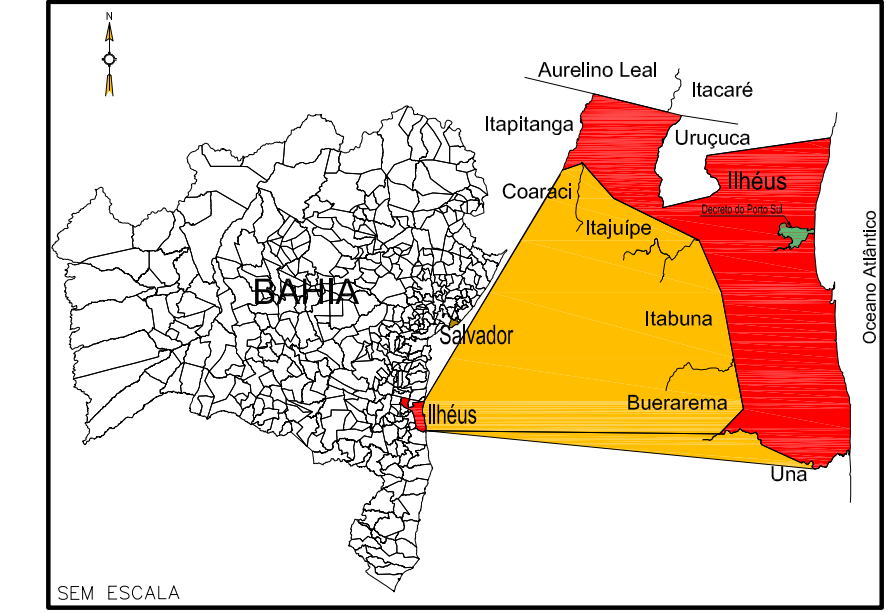 N
Aurelino Leal
Itacaré
Itapitanga
Uruçuca
Ilhéus
Coaraci
Decreto do Porto Sul
Itajuípe
Oceano Atlântico
BAHIA
Salvador
Itabuna
Buerarema
Ilhéus
Una
SEM ESCALA